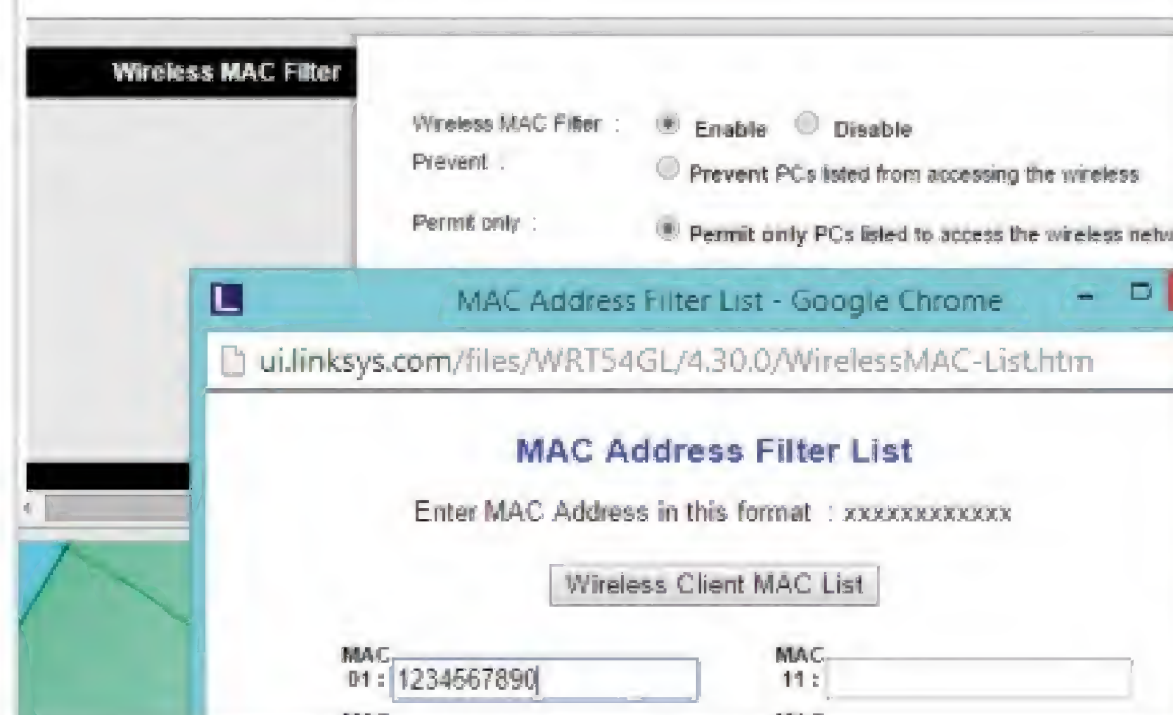 Wireless MAC Filter
Wireless MAC Filter : Enable Disable
Prevent : Prevent PCs listed from accessing the wireless
Permit only : Permit only PCs listed to access the wireless netw
MAC Address Filter List - Google Chrome
ui.linksys.com/files/WRT54GL/4.30.0/WirelessMAC-List.htm
MAC Address Filter List
Enter MAC Address in this format : xxxxxxxxxxxx
Wireless Client MAC List
MAC 01 : 1234567890
MAC 11 :
MAC
MAC